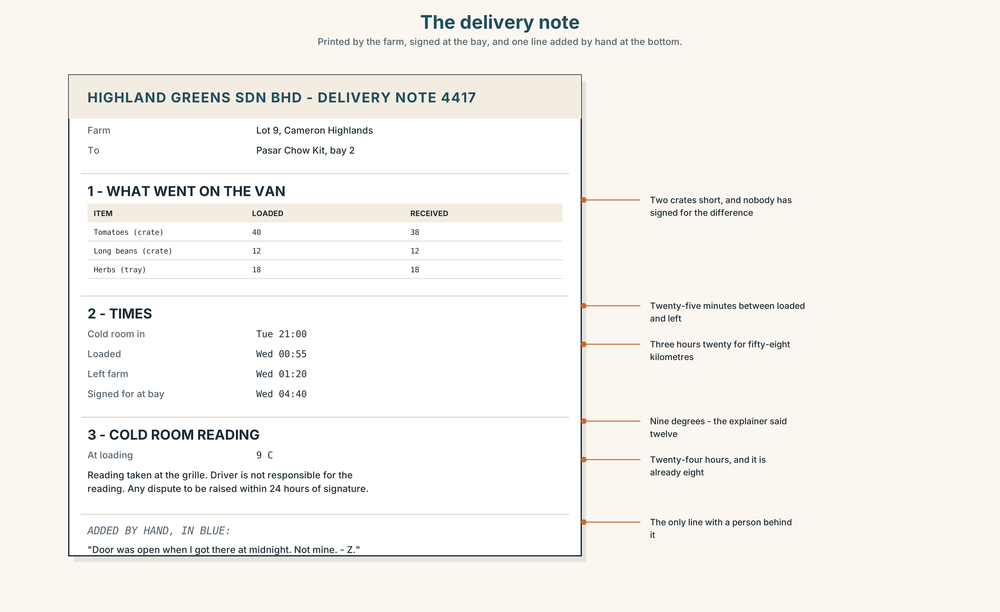 The delivery note
Printed by the farm, signed at the bay, and one line added by hand at the bottom.
HIGHLAND GREENS SDN BHD - DELIVERY NOTE 4417
Farm Lot 9, Cameron Highlands
To Pasar Chow Kit, bay 2
1 - WHAT WENT ON THE VAN
ITEM LOADED RECEIVED
Tomatoes (crate) 40 38
Long beans (crate) 12 12
Herbs (tray) 18 18
2 - TIMES
Cold room in Tue 21:00
Loaded Wed 00:55
Left farm Wed 01:20
Signed for at bay Wed 04:40
3 - COLD ROOM READING
At loading 9 C
Reading taken at the grille. Driver is not responsible for the
reading. Any dispute to be raised within 24 hours of signature.
ADDED BY HAND, IN BLUE:
"Door was open when I got there at midnight. Not mine. - Z."
Two crates short, and nobody has
signed for the difference
Twenty-five minutes between loaded
and left
Three hours twenty for fifty-eight
kilometres
Nine degrees - the explainer said
twelve
Twenty-four hours, and it is
already eight
The only line with a person behind
it